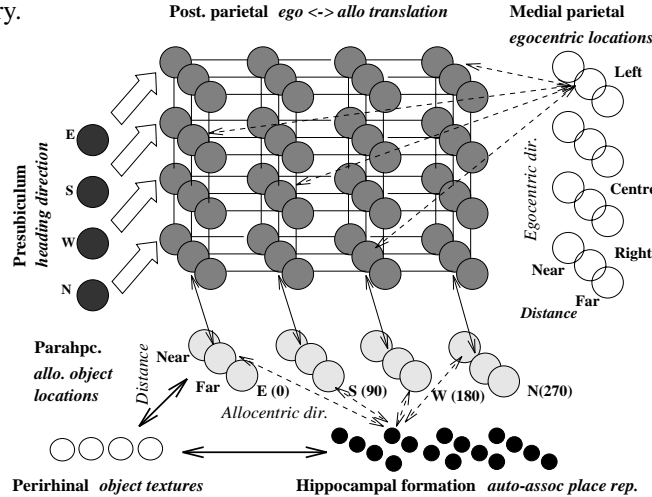 ry.
Post. parietal ego <-> allo translation
Medial parietal
egocentric locations
Left
Centre
Right
Near
Far
Egocentric dir.
Distance
Presubiculum
heading direction
E
S
W
N
Parahpc.
allo. object
locations
Distance
Near
Far
E (0)
S (90)
W (180)
N(270)
Allocentric dir.
Perirhinal object textures
Hippocampal formation auto-assoc place rep.